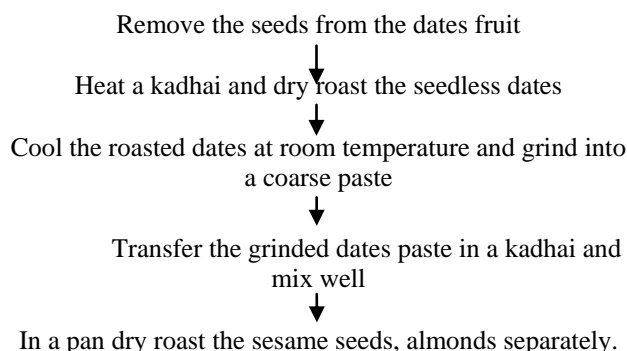 Remove the seeds from the dates fruit
Heat a kadhai and dry roast the seedless dates
Cool the roasted dates at room temperature and grind into
a coarse paste
Transfer the grinded dates paste in a kadhai and
mix well
In a pan dry roast the sesame seeds, almonds separately.